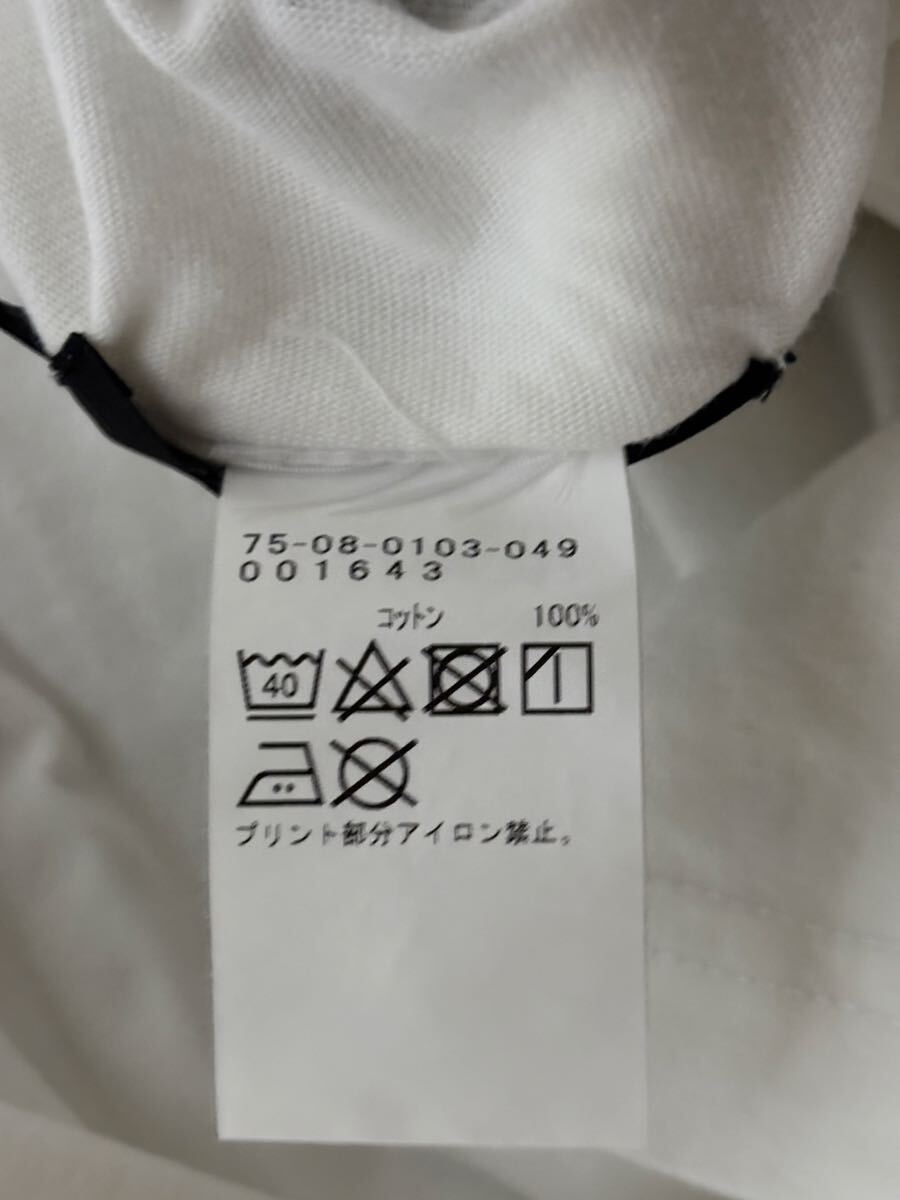 75-08-0103-049
001643
コットン 100%
40
プリント部分アイロン禁止。